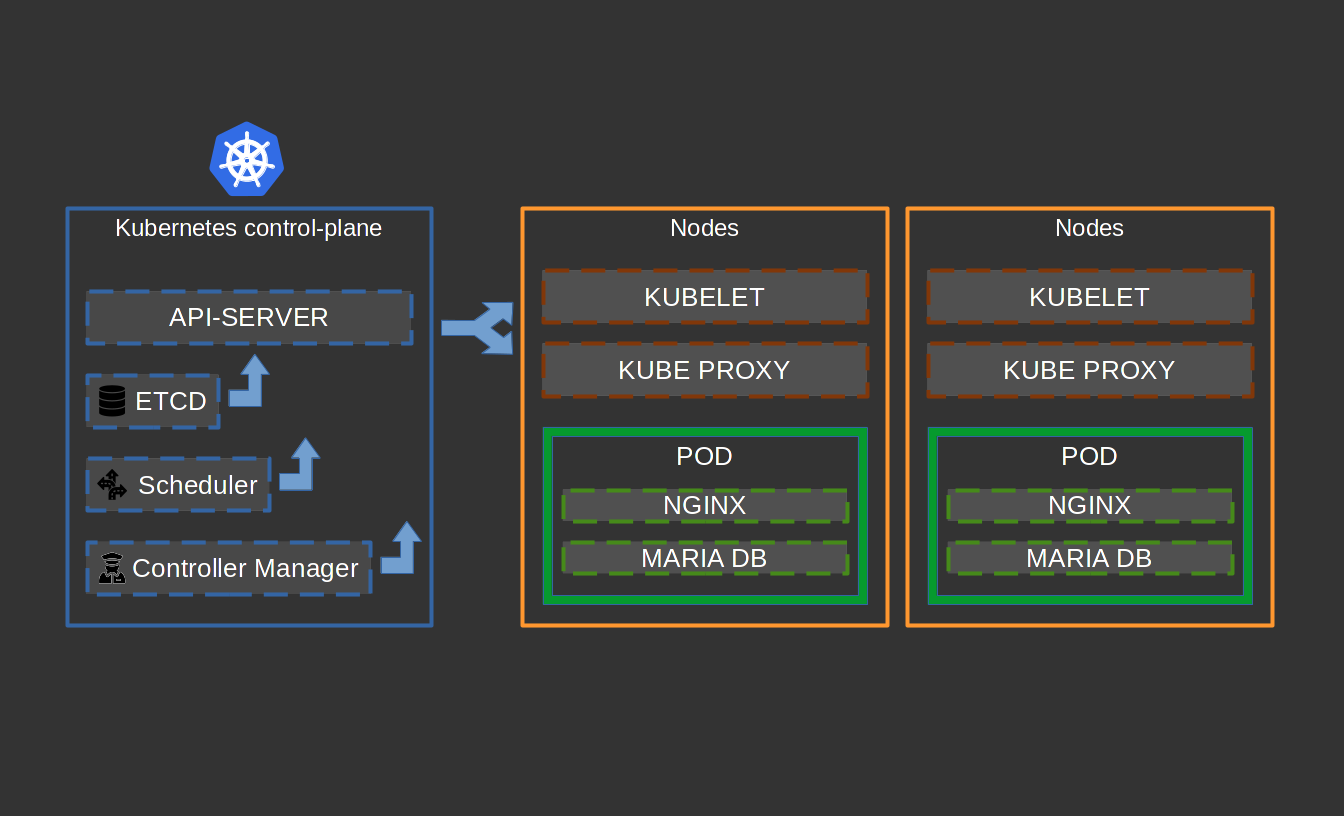 Kubernetes control-plane
API-SERVER
ETCD
Scheduler
Controller Manager
Nodes
KUBELET
KUBE PROXY
POD
NGINX
MARIA DB
Nodes
KUBELET
KUBE PROXY
POD
NGINX
MARIA DB